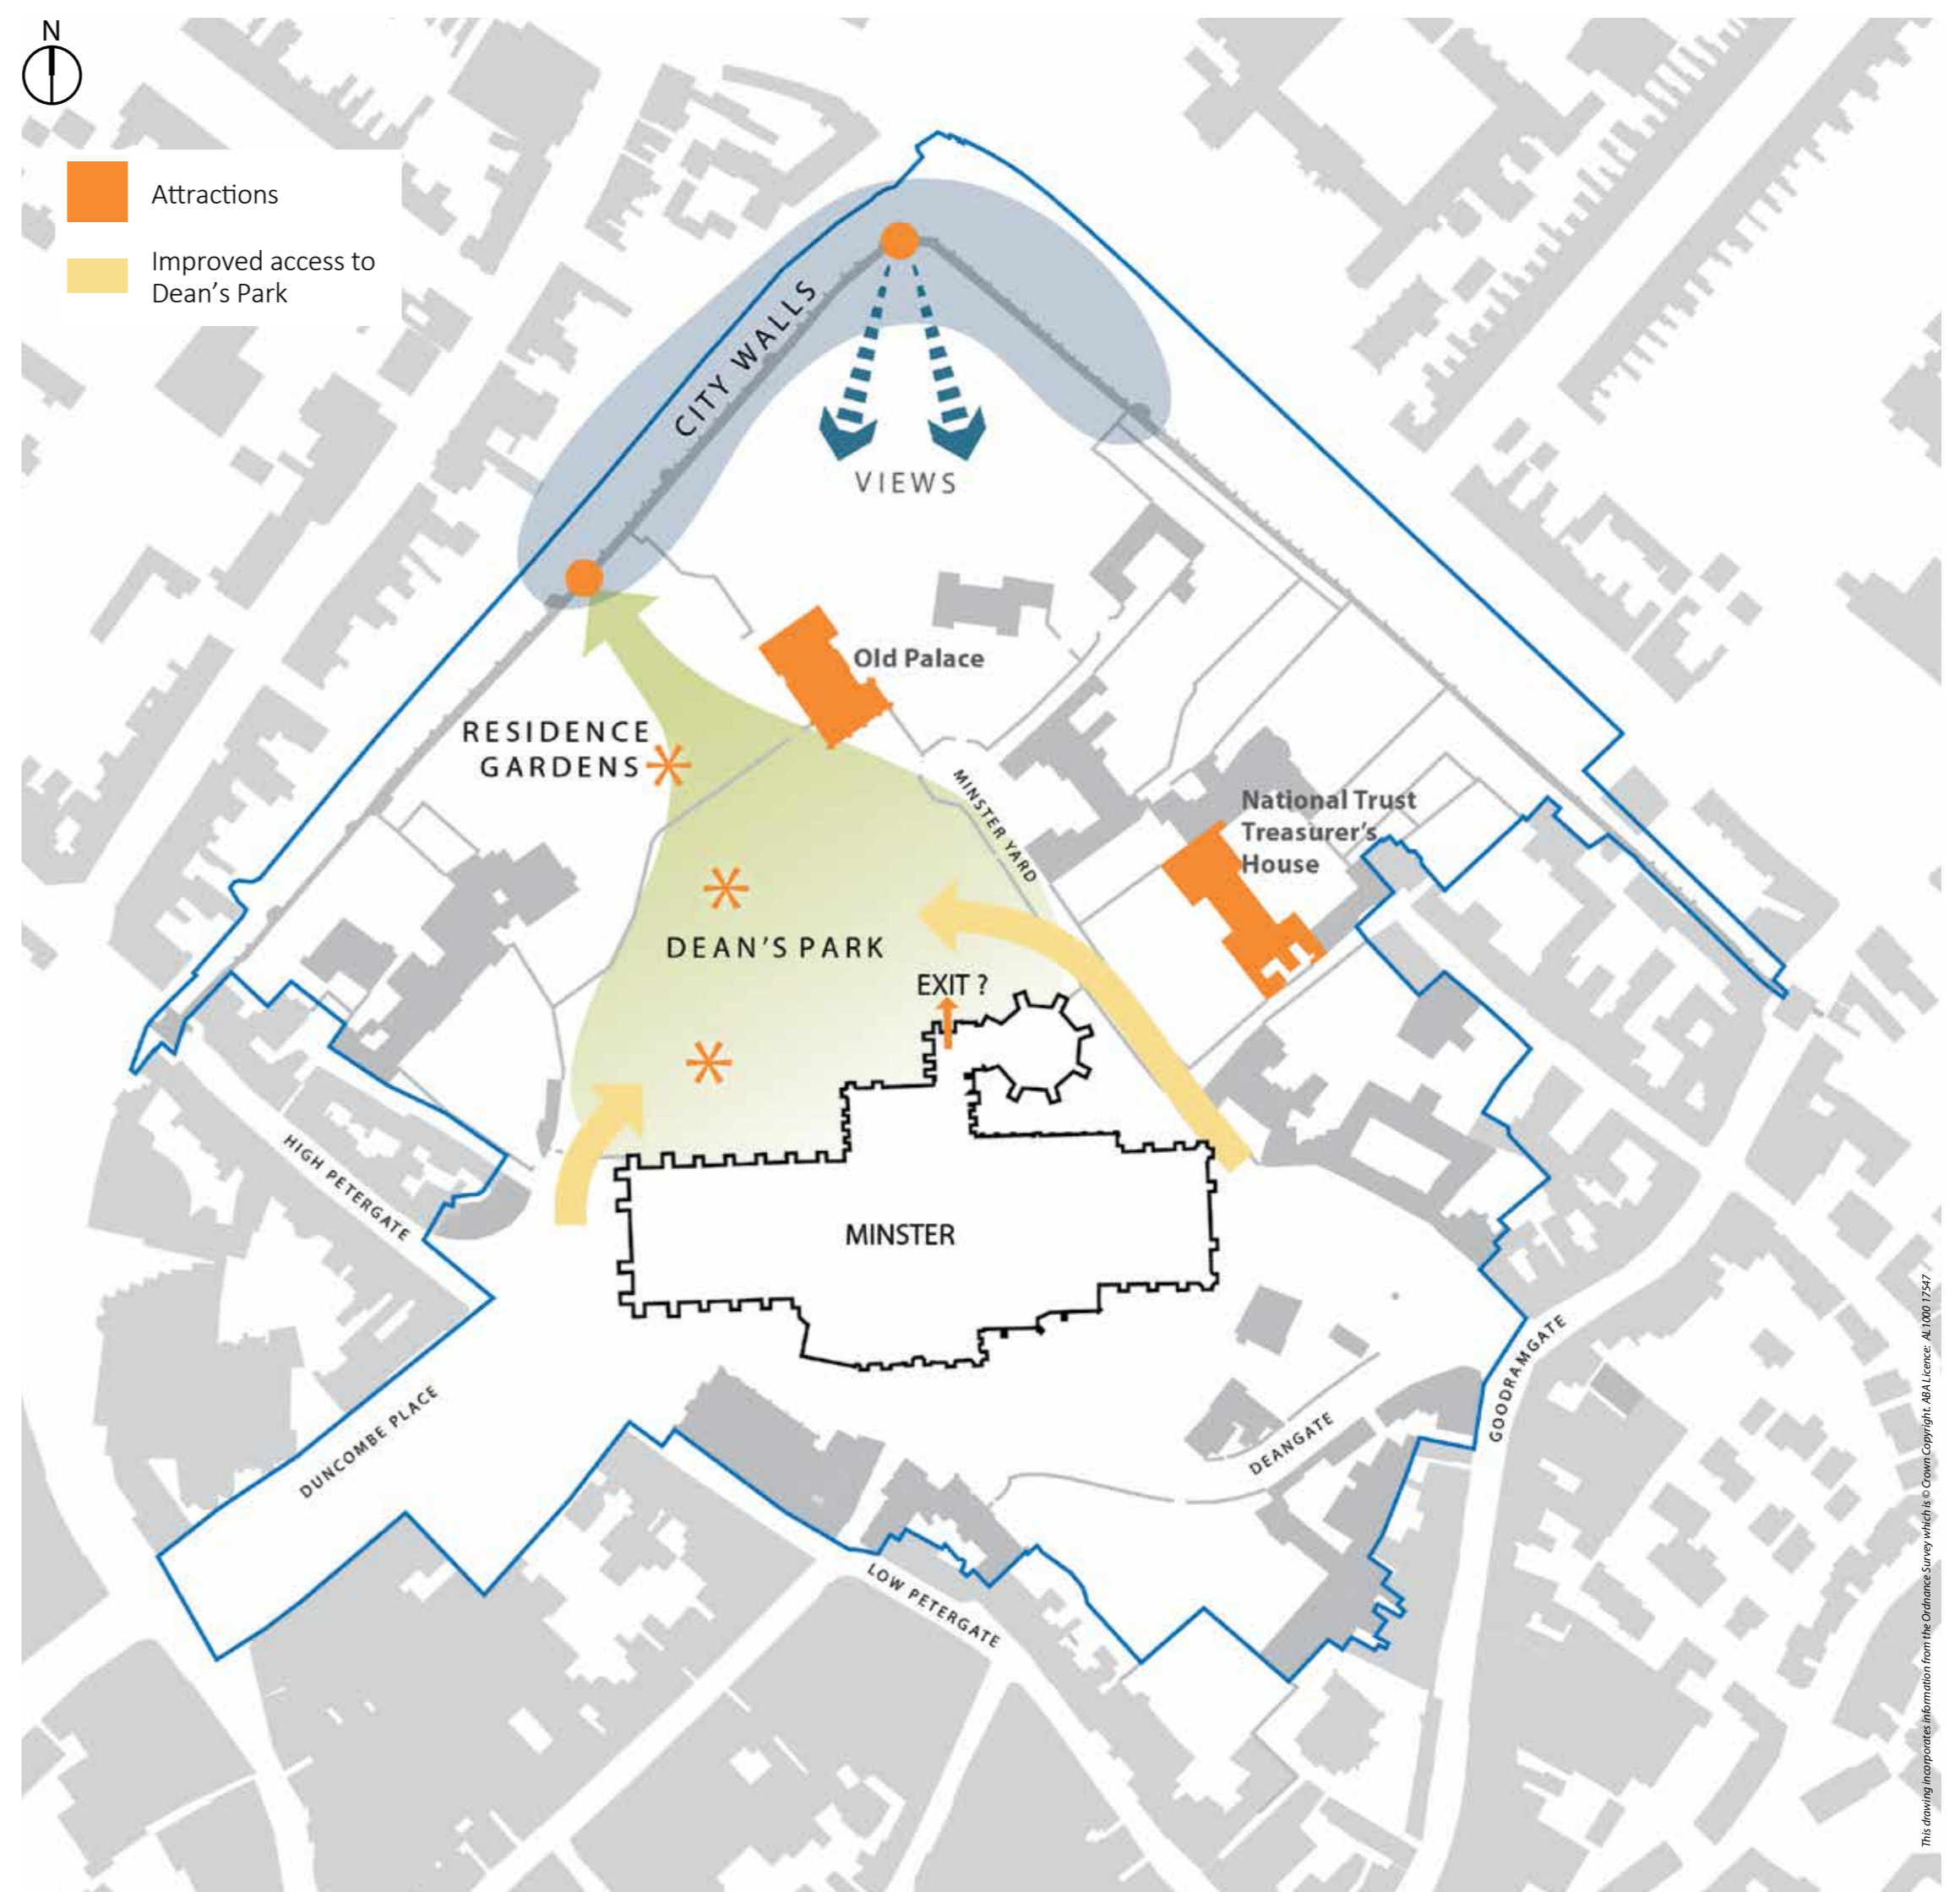 N
Attractions
Improved access to
Dean's Park
CITY WALLS
VIEWS
Old Palace
RESIDENCE
GARDENS
MINSTER YARD
National Trust
Treasurer's
House
DEAN'S PARK
EXIT ?
HIGH PETERGATE
MINSTER
DUNCOMBE PLACE
GOODRAMGATE
DEANGATE
LOW PETERGATE
This drawing incorporates information from the Ordnance Survey which is © Crown Copyright. ABA Licence: AL1000 17547